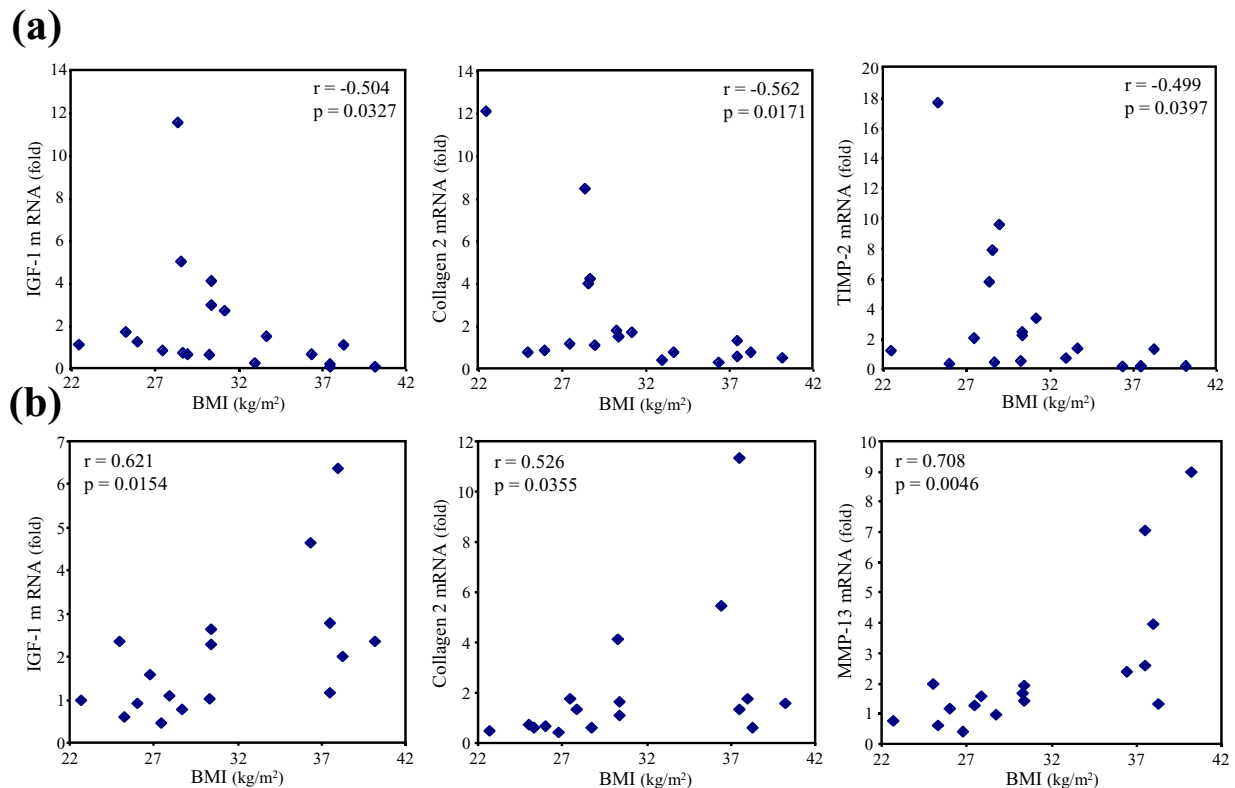 (a)
r = -0.504
p = 0.0327
IGF-1 m RNA (fold)
14
12
10
8
6
4
2
0
22 27 32 37 42
BMI (kg/m²)
r = -0.562
p = 0.0171
Collagen 2 mRNA (fold)
14
12
10
8
6
4
2
0
22 27 32 37 42
BMI (kg/m²)
r = -0.499
p = 0.0397
TIMP-2 mRNA (fold)
20
18
16
14
12
10
8
6
4
2
0
22 27 32 37 42
BMI (kg/m²)
(b)
r = 0.621
p = 0.0154
IGF-1 m RNA (fold)
7
6
5
4
3
2
1
0
22 27 32 37 42
BMI (kg/m²)
r = 0.526
p = 0.0355
Collagen 2 mRNA (fold)
12
10
8
6
4
2
0
22 27 32 37 42
BMI (kg/m²)
r = 0.708
p = 0.0046
MMP-13 mRNA (fold)
10
9
8
7
6
5
4
3
2
1
0
22 27 32 37 42
BMI (kg/m²)